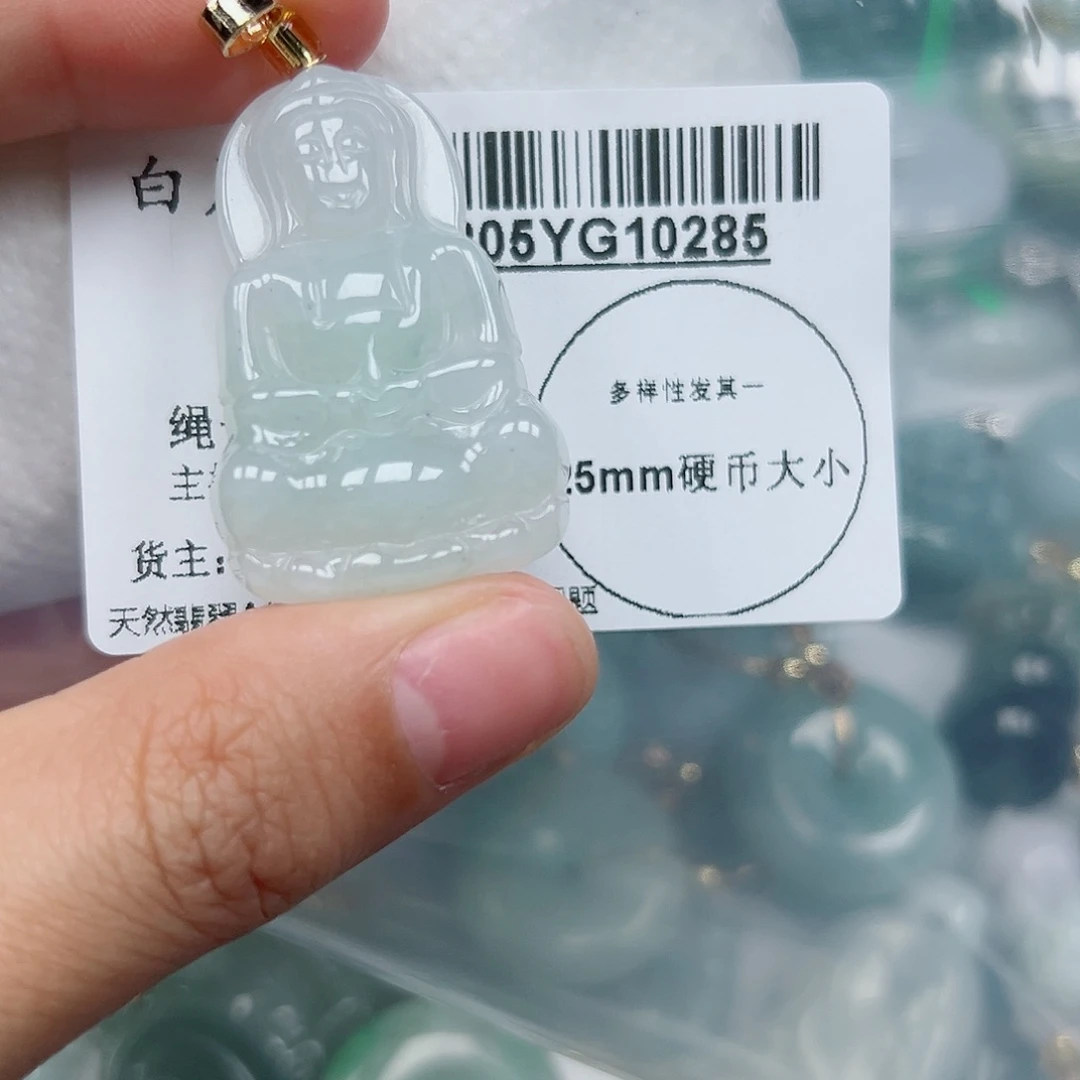 白
05YG10285
多样性发其一
25mm硬币大小
绳
主
货主:
天然翡翠
题